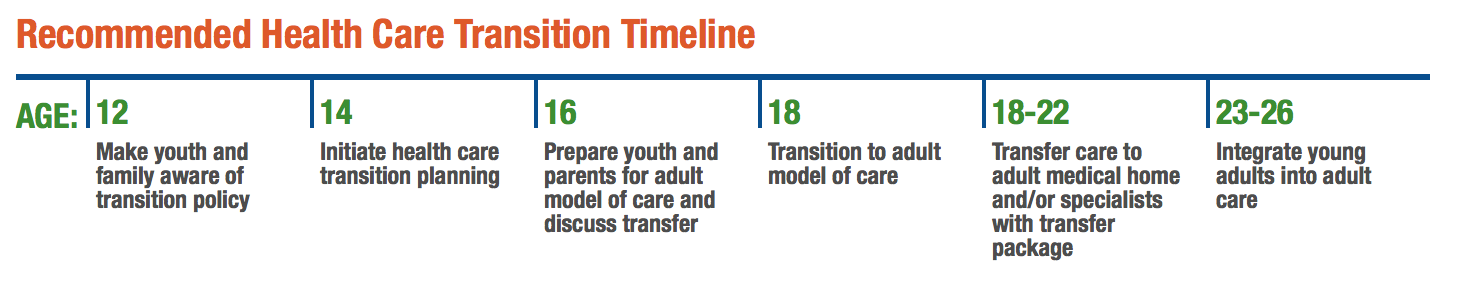 Recommended Health Care Transition Timeline
AGE:
12
Make youth and
family aware of
transition policy
14
Initiate health care
transition planning
16
Prepare youth and
parents for adult
model of care and
discuss transfer
18
Transition to adult
model of care
18-22
Transfer care to
adult medical home
and/or specialists
with transfer
package
23-26
Integrate young
adults into adult
care